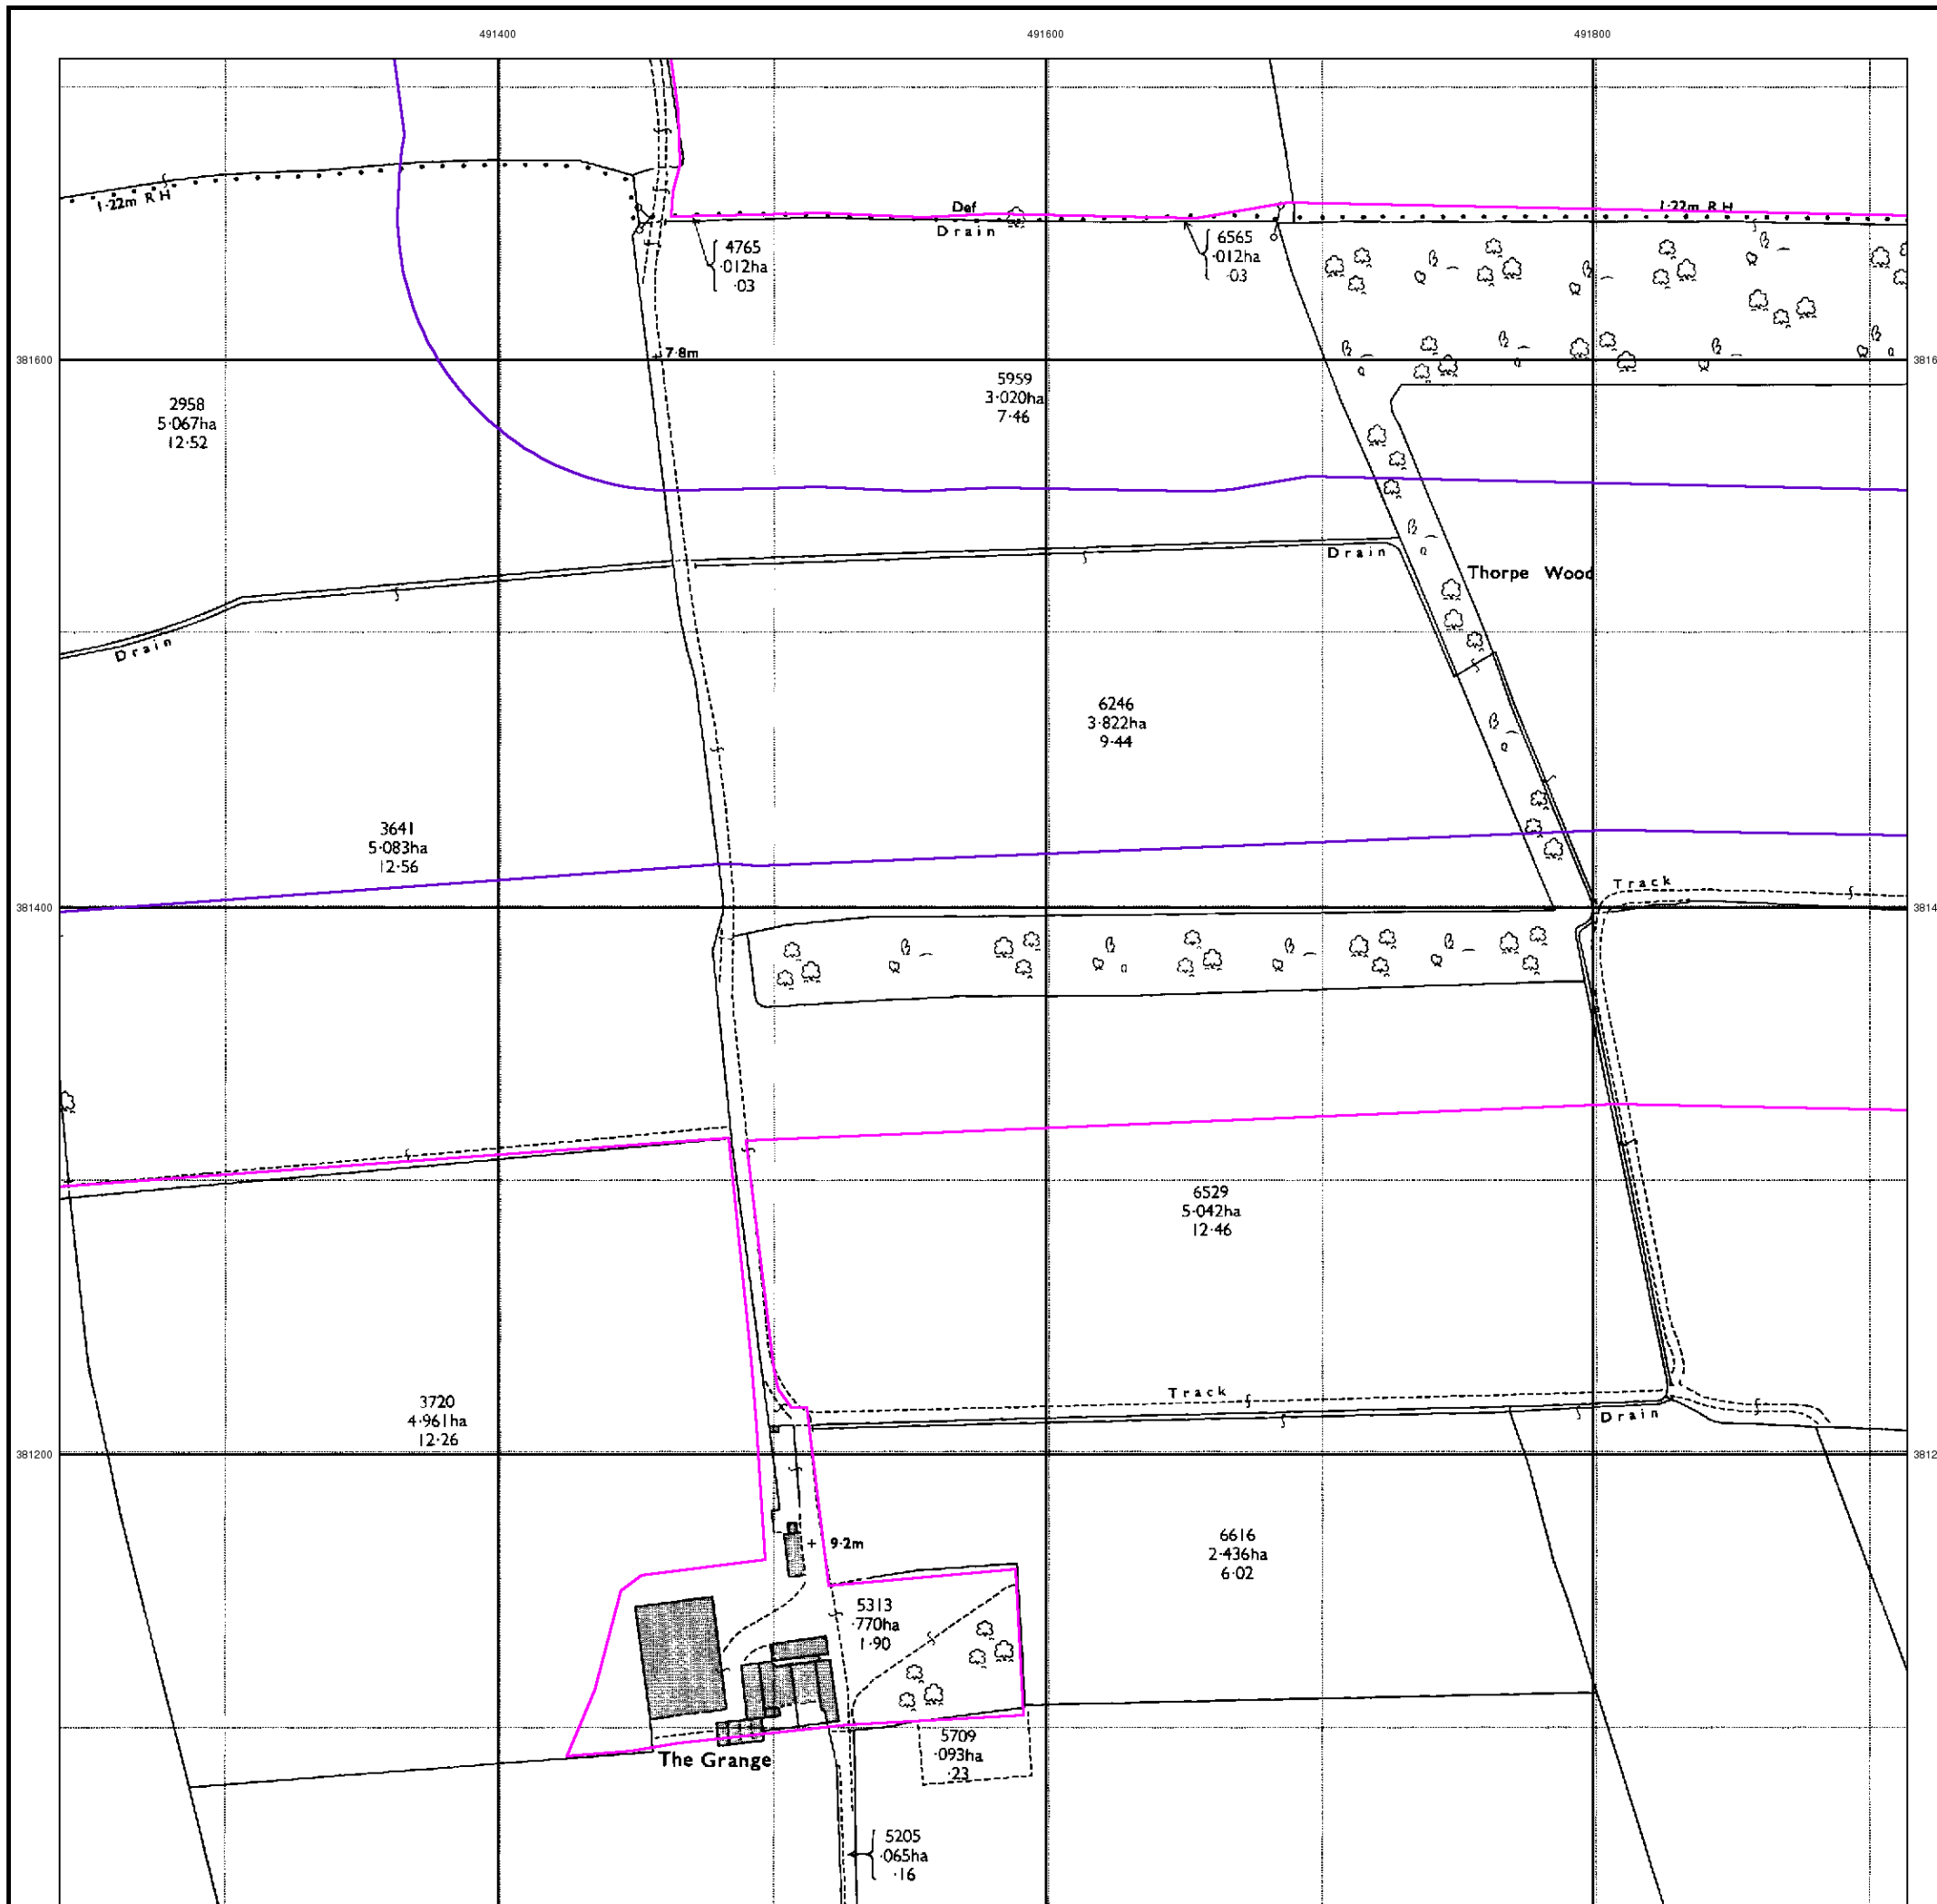 491400
491600
491800
1·22m R H
Def
Drain
1·22m R H
4765
·012ha
·03
6565
·012ha
·03
7·8m
381600
3816
2958
5·067ha
12·52
5959
3·020ha
7·46
Drain
Thorpe Wood
Drain
6246
3·822ha
9·44
3641
5·083ha
12·56
Track
381400
3814
6529
5·042ha
12·46
3720
4·961ha
12·26
Track
Drain
381200
3812
9·2m
6616
2·436ha
6·02
5313
·770ha
1·90
The Grange
5709
·093ha
·23
5205
·065ha
·16